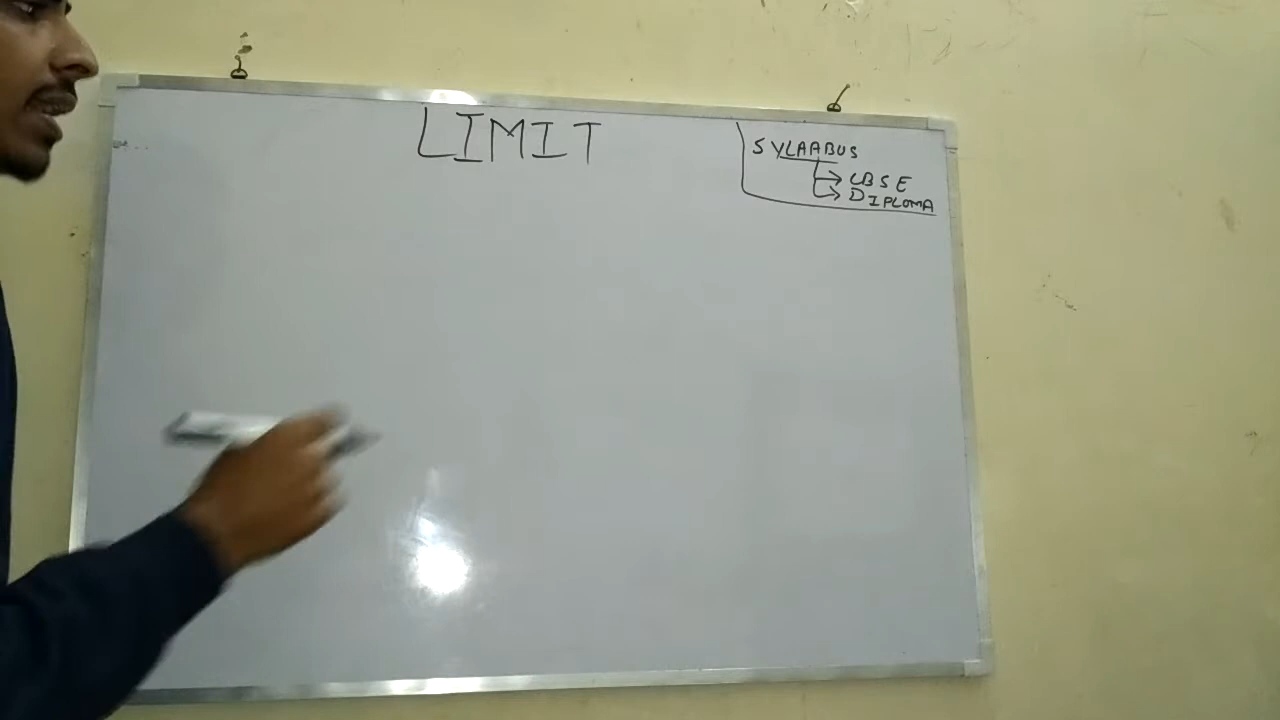 LIMIT
SYLAABUS
→ CBSE
→ DIPLOMA